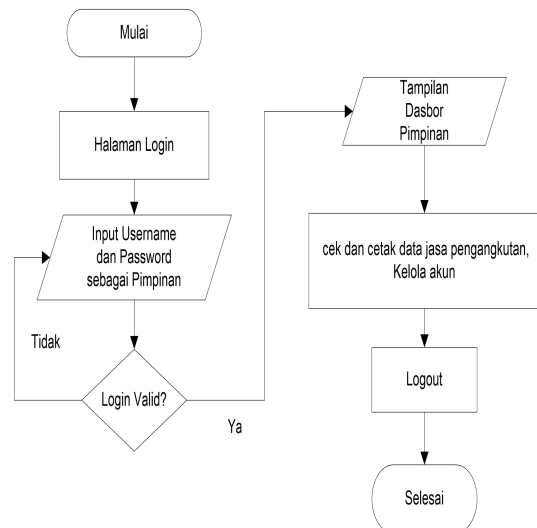 Mulai
Halaman Login
Input Username
dan Password
sebagai Pimpinan
Tidak
Login Valid?
Ya
Tampilan
Dasbor
Pimpinan
cek dan cetak data jasa pengangkutan,
Kelola akun
Logout
Selesai